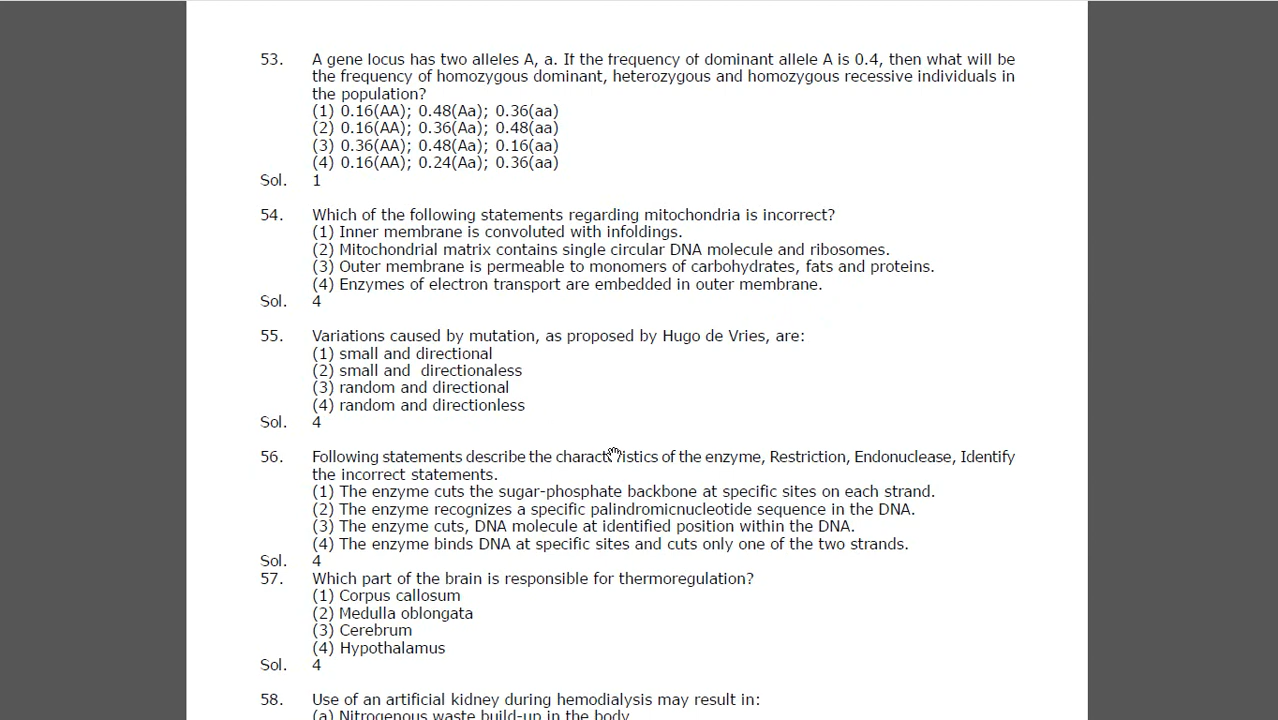 53. A gene locus has two alleles A, a. If the frequency of dominant allele A is 0.4, then what will be
the frequency of homozygous dominant, heterozygous and homozygous recessive individuals in
the population?
(1) 0.16(AA); 0.48(Aa); 0.36(aa)
(2) 0.16(AA); 0.36(Aa); 0.48(aa)
(3) 0.36(AA); 0.48(Aa); 0.16(aa)
(4) 0.16(AA); 0.24(Aa); 0.36(aa)
Sol. 1
54. Which of the following statements regarding mitochondria is incorrect?
(1) Inner membrane is convoluted with infoldings.
(2) Mitochondrial matrix contains single circular DNA molecule and ribosomes.
(3) Outer membrane is permeable to monomers of carbohydrates, fats and proteins.
(4) Enzymes of electron transport are embedded in outer membrane.
Sol. 4
55. Variations caused by mutation, as proposed by Hugo de Vries, are:
(1) small and directional
(2) small and directionaless
(3) random and directional
(4) random and directionless
Sol. 4
56. Following statements describe the characteristics of the enzyme, Restriction, Endonuclease, Identify
the incorrect statements.
(1) The enzyme cuts the sugar-phosphate backbone at specific sites on each strand.
(2) The enzyme recognizes a specific palindromicnucleotide sequence in the DNA.
(3) The enzyme cuts, DNA molecule at identified position within the DNA.
(4) The enzyme binds DNA at specific sites and cuts only one of the two strands.
Sol. 4
57. Which part of the brain is responsible for thermoregulation?
(1) Corpus callosum
(2) Medulla oblongata
(3) Cerebrum
(4) Hypothalamus
Sol. 4
58. Use of an artificial kidney during hemodialysis may result in:
(a) Nitrogenous waste build-up in the body